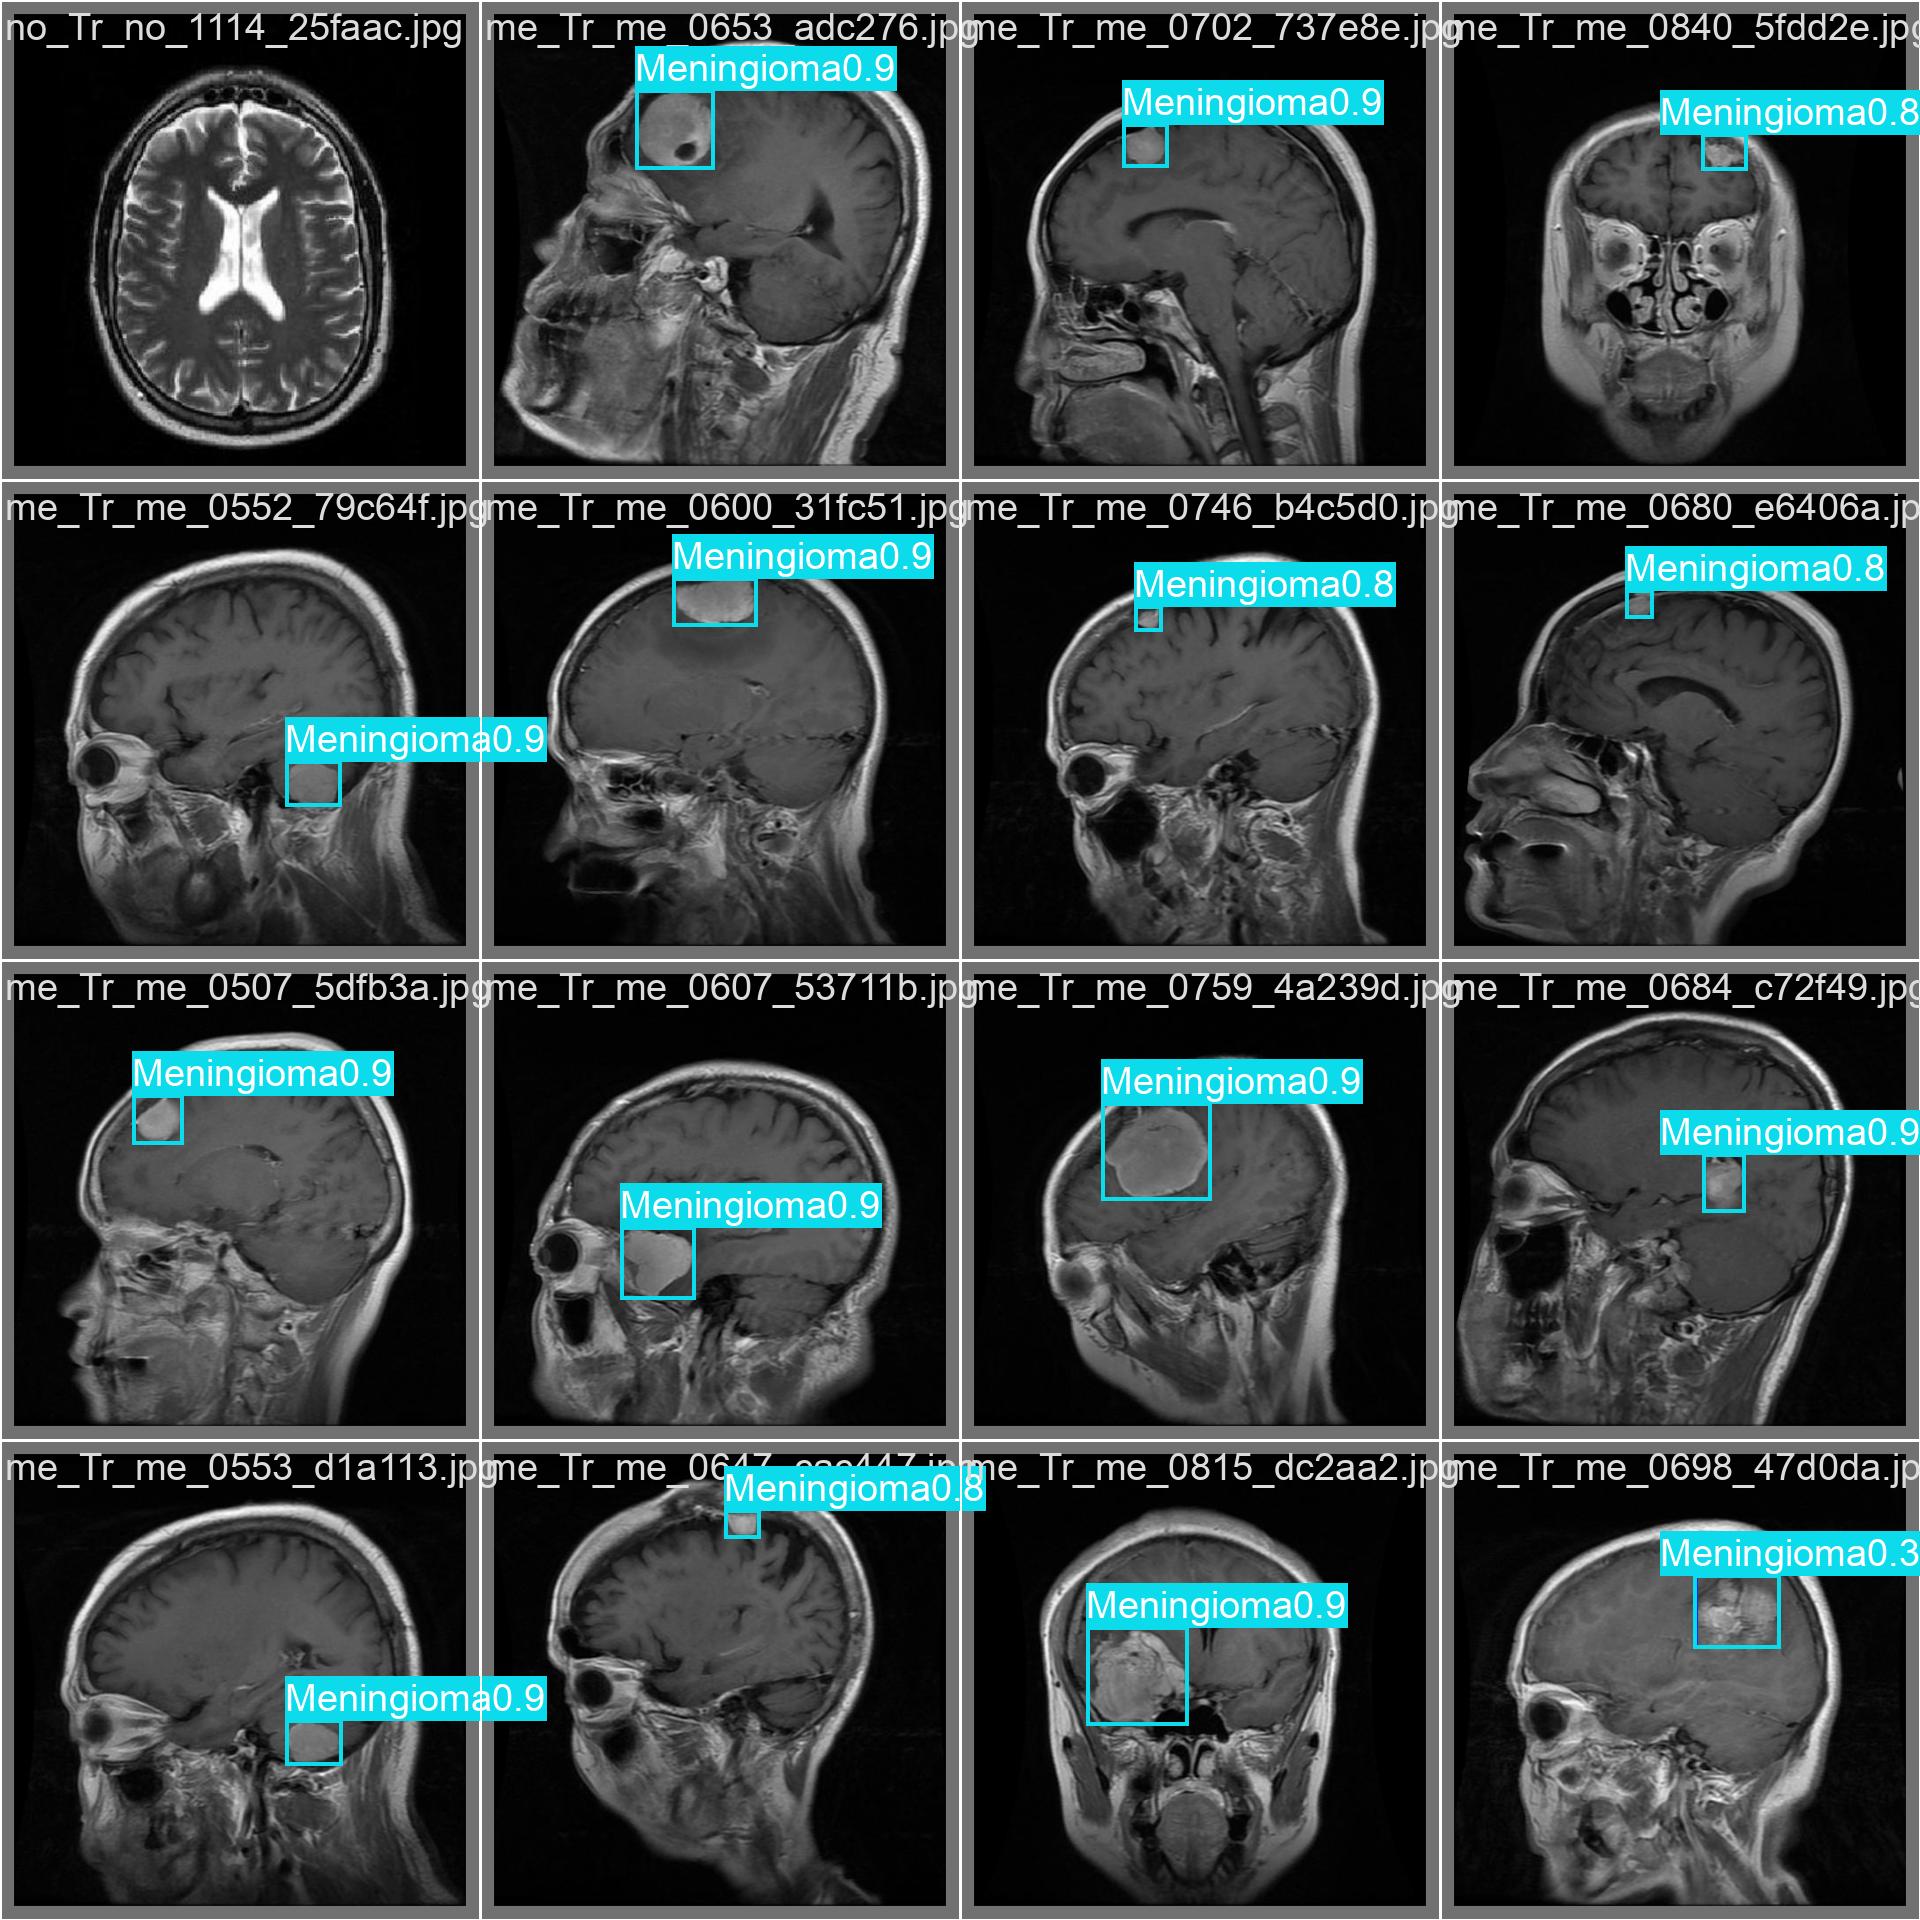 no_Tr_no_1114_25faac.jpg
me_Tr_me_0653_adc276.jpg
me_Tr_me_0702_737e8e.jpg
me_Tr_me_0840_5fdd2e.jpg
Meningioma0.9
Meningioma0.9
Meningioma0.8
me_Tr_me_0552_79c64f.jpg
me_Tr_me_0600_31fc51.jpg
me_Tr_me_0746_b4c5d0.jpg
me_Tr_me_0680_e6406a.jp
Meningioma0.9
Meningioma0.8
Meningioma0.8
Meningioma0.9
me_Tr_me_0507_5dfb3a.jpg
me_Tr_me_0607_53711b.jpg
me_Tr_me_0759_4a239d.jpg
me_Tr_me_0684_c72f49.jpg
Meningioma0.9
Meningioma0.9
Meningioma0.9
Meningioma0.9
me_Tr_me_0553_d1a113.jpg
me_Tr_me_0647
me_Tr_me_0815_dc2aa2.jpg
me_Tr_me_0698_47d0da.jp
Meningioma0.8
Meningioma0.3
Meningioma0.9
Meningioma0.9